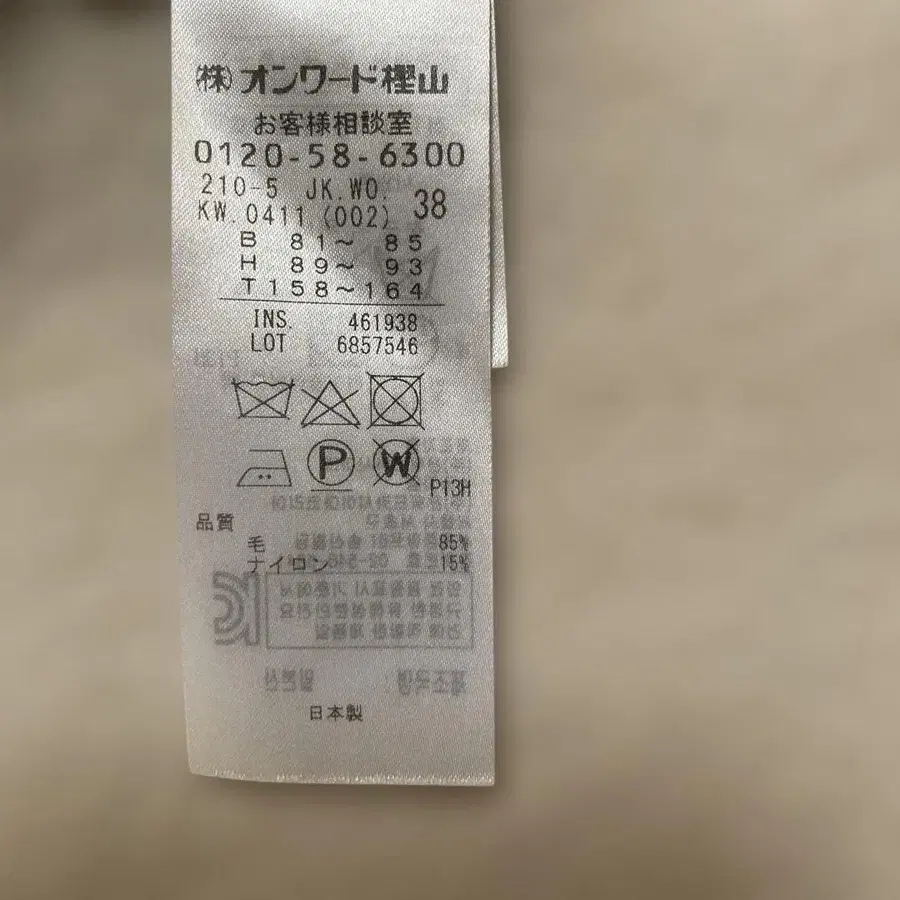 (株)オンワード樫山
お客様相談室
0120-58-6300
210-5 JK.WO. 38
KW.0411 (002)
B 81~ 85
H 89~ 93
T158~164
INS. 461938
LOT 6857546
P
W
P13H
品質
毛 85%
ナイロン 15%
日本製